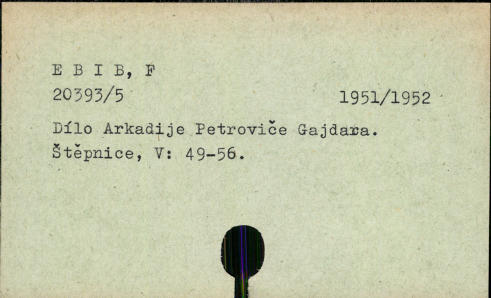 E B I B, F
20393/5 1951/1952
Dílo Arkadije Petroviče Gajdara.
Štěpnice, V: 49-56.